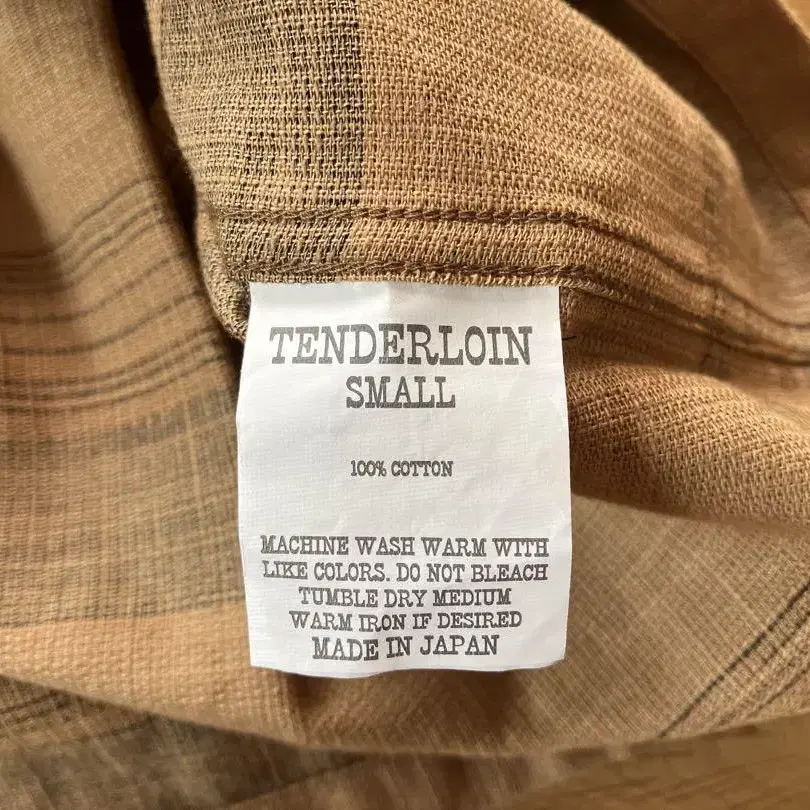 TENDERLOIN
SMALL
100% COTTON
MACHINE WASH WARM WITH
LIKE COLORS. DO NOT BLEACH
TUMBLE DRY MEDIUM
WARM IRON IF DESIRED
MADE IN JAPAN